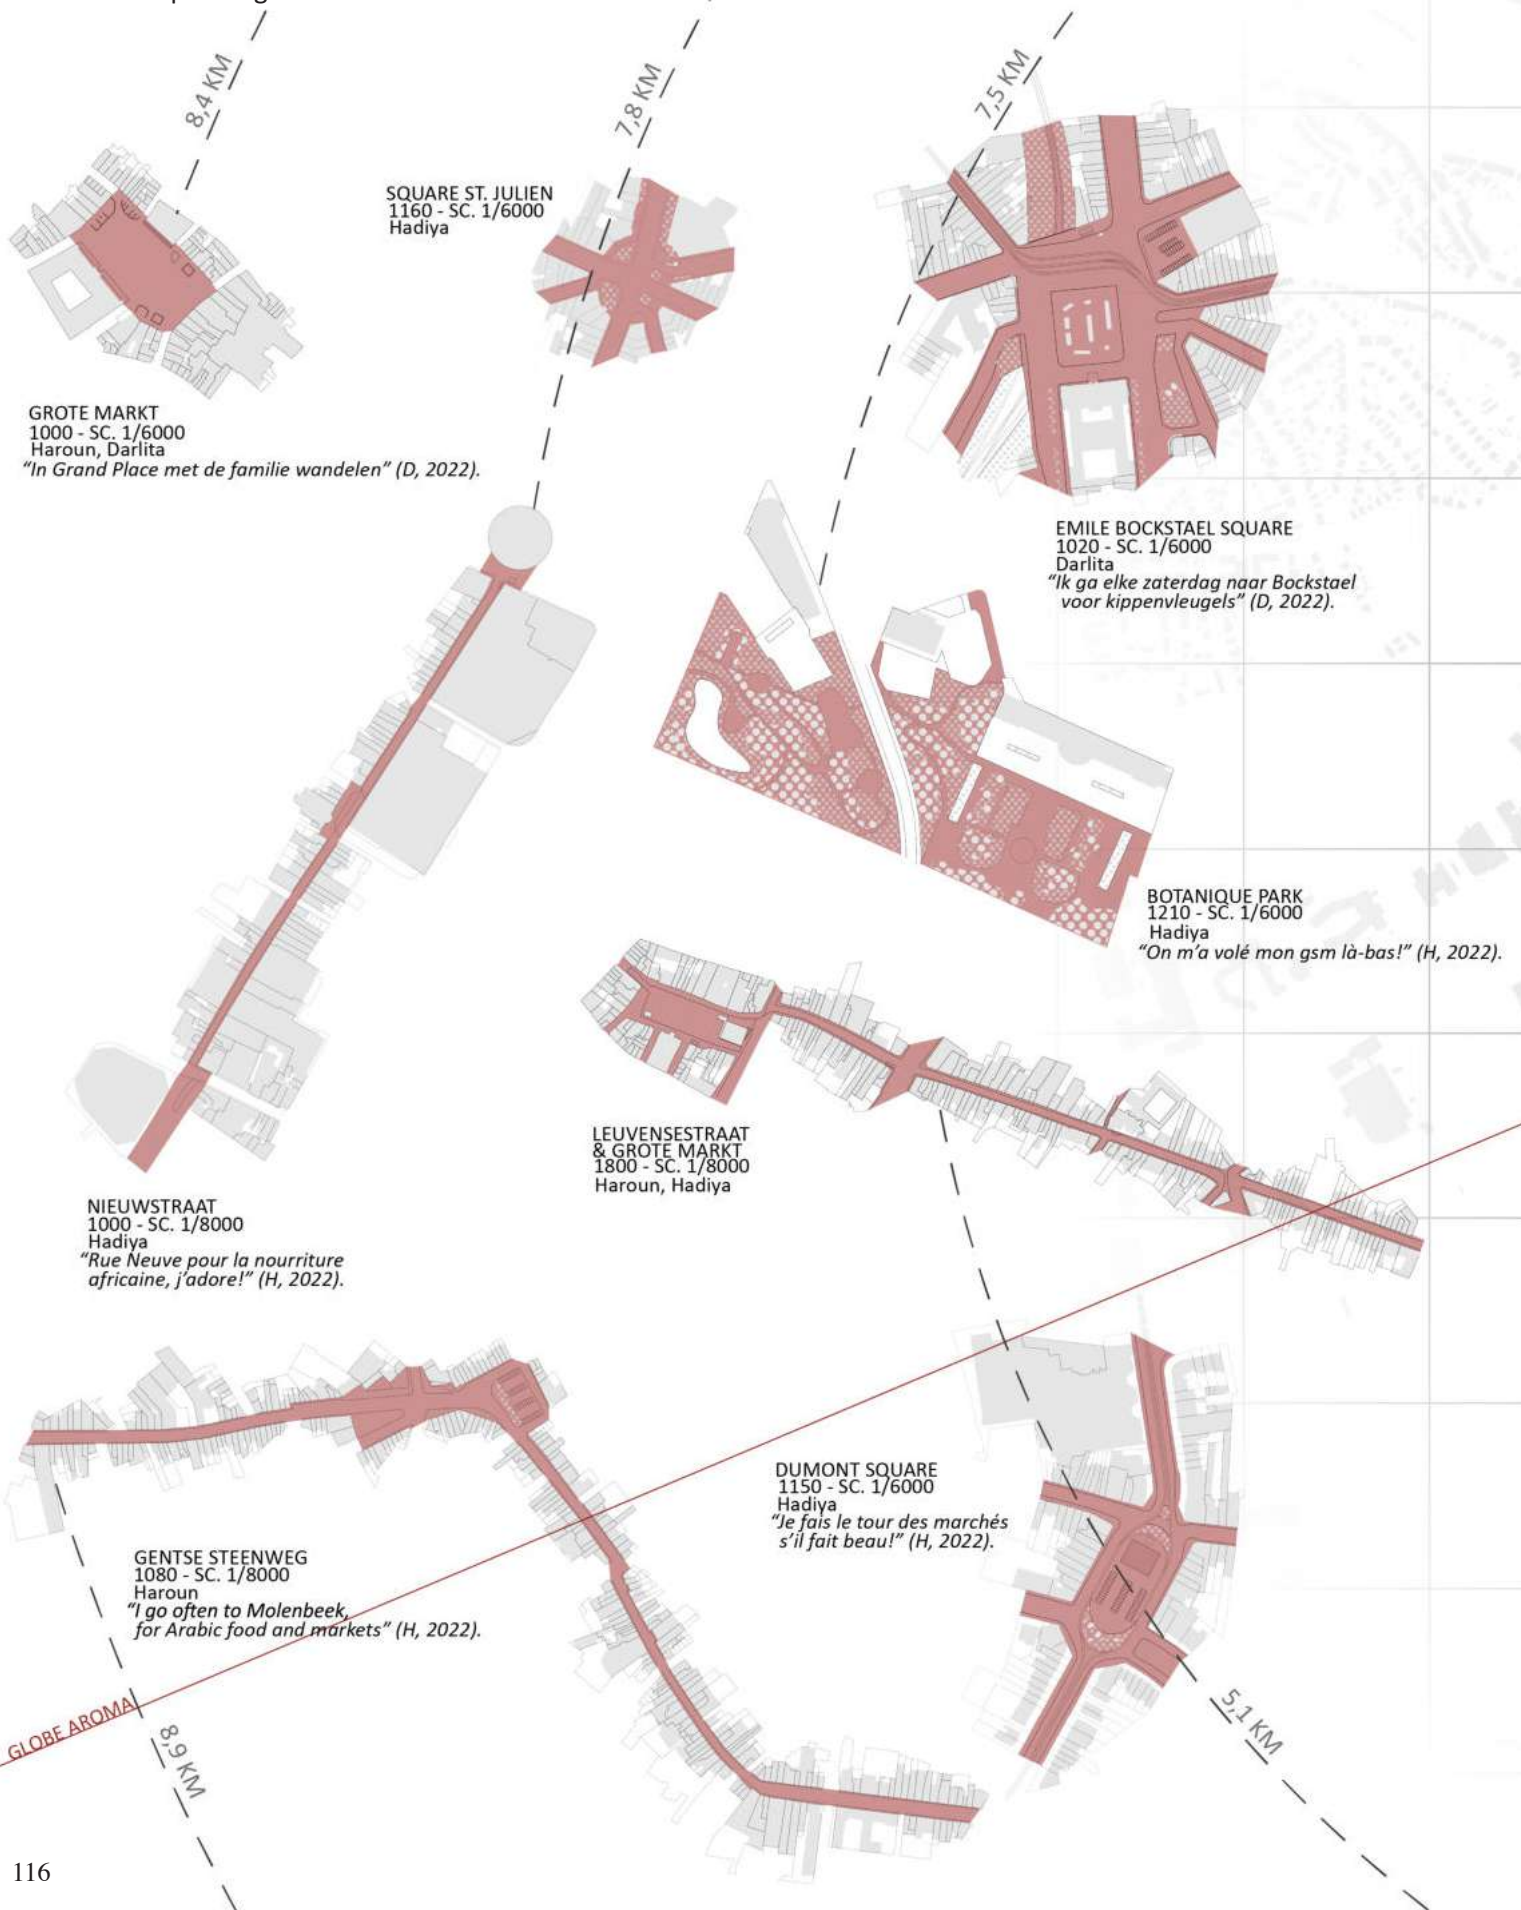 8,4 KM
7,8 KM
7,5 KM
SQUARE ST. JULIEN
1160 - SC. 1/6000
Hadiya
GROTE MARKT
1000 - SC. 1/6000
Haroun, Darlita
“In Grand Place met de familie wandelen” (D, 2022).
EMILE BOCKSTAEL SQUARE
1020 - SC. 1/6000
Darlita
“Ik ga elke zaterdag naar Bockstael
voor kippenvleugels” (D, 2022).
BOTANIQUE PARK
1210 - SC. 1/6000
Hadiya
“On m’a volé mon gsm là-bas!” (H, 2022).
LEUVENSESTRAAT
& GROTE MARKT
1800 - SC. 1/8000
Haroun, Hadiya
NIEUWSTRAAT
1000 - SC. 1/8000
Hadiya
“Rue Neuve pour la nourriture
africaine, j’adore!” (H, 2022).
DUMONT SQUARE
1150 - SC. 1/6000
Hadiya
“Je fais le tour des marchés
s’il fait beau!” (H, 2022).
GENTSE STEENWEG
1080 - SC. 1/8000
Haroun
“I go often to Molenbeek,
for Arabic food and markets” (H, 2022).
GLOBE AROMA
8,9 KM
5,1 KM
116